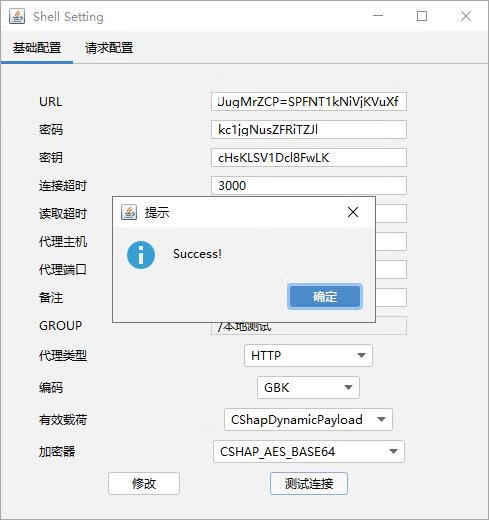 Shell Setting
基础配置 请求配置
URL UugMrZCP=SPFNT1kNiVjKVuXf
密码 kc1jgNusZFRiTZJl
密钥 cHsKLSV1Dcl8FwLK
连接超时 3000
提示
读取超时
代理主机
Success!
代理端口
备注 确定
GROUP /本地测试
代理类型 HTTP
编码 GBK
有效载荷 CShapDynamicPayload
加密器 CSHAP_AES_BASE64
修改 测试连接